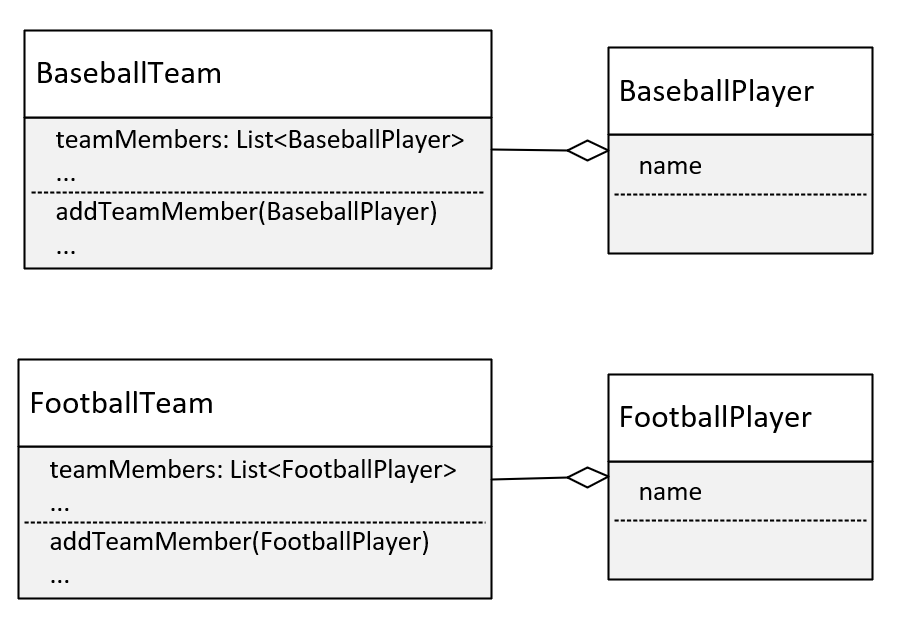 BaseballTeam
teamMembers: List<BaseballPlayer>
...
addTeamMember(BaseballPlayer)
...
BaseballPlayer
name
FootballTeam
teamMembers: List<FootballPlayer>
...
addTeamMember(FootballPlayer)
...
FootballPlayer
name